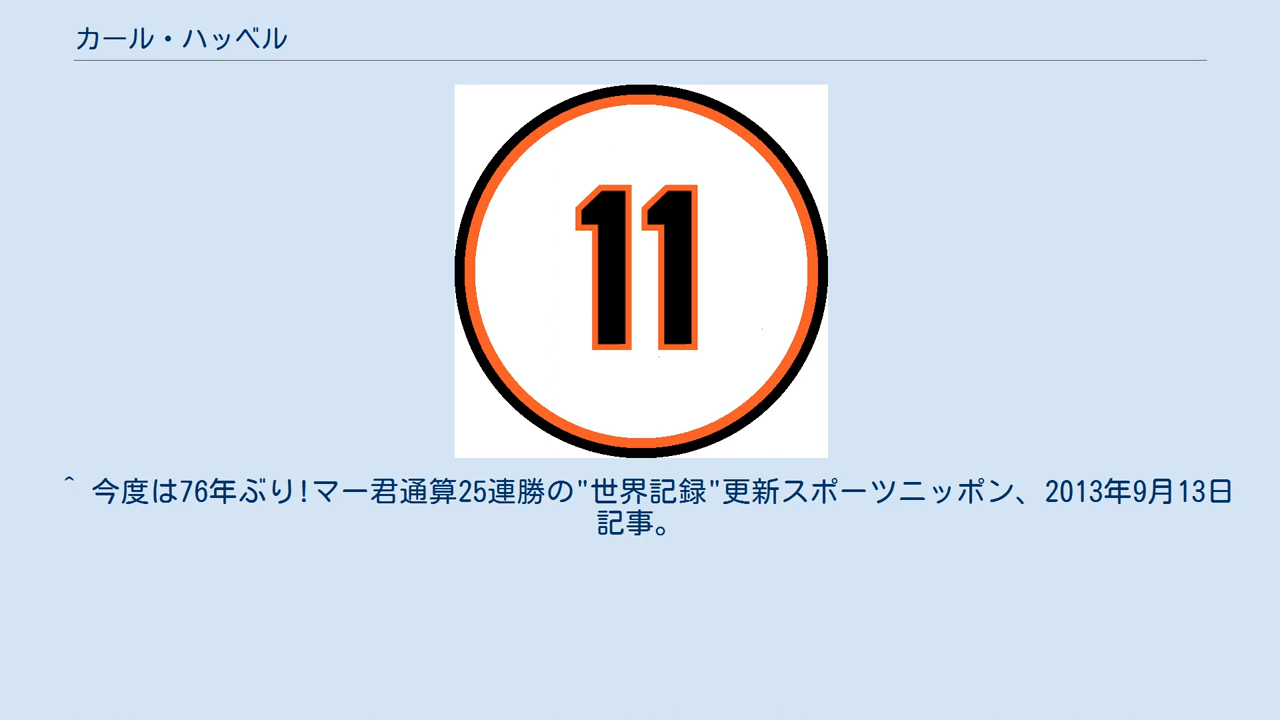 カール・ハッベル
11
^ 今度は76年ぶり!マー君通算25連勝の"世界記録"更新スポーツニッポン、2013年9月13日
記事。